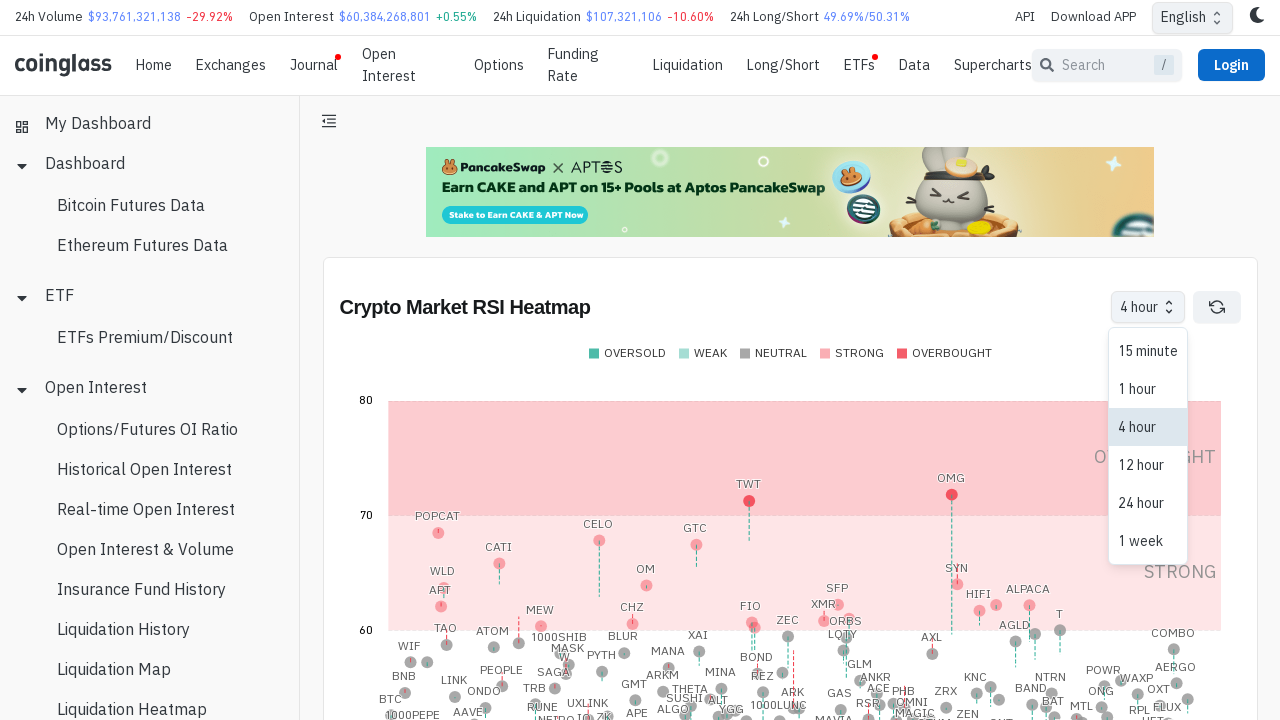 24h Volume $93,761,321,138 -29.92% Open Interest $60,384,268,801 +0.55% 24h Liquidation $107,321,106 -10.60% 24h Long/Short 49.69%/50.31% API Download APP English
coinglass Home Exchanges Journal Open Interest Options Funding Rate Liquidation Long/Short ETFs Data Supercharts Search / Login
My Dashboard
Dashboard
Bitcoin Futures Data
Ethereum Futures Data
ETF
ETFs Premium/Discount
Open Interest
Options/Futures OI Ratio
Historical Open Interest
Real-time Open Interest
Open Interest & Volume
Insurance Fund History
Liquidation History
Liquidation Map
Liquidation Heatmap
PancakeSwap X APTOS
Earn CAKE and APT on 15+ Pools at Aptos PancakeSwap
Stake to Earn CAKE & APT Now
Crypto Market RSI Heatmap
4 hour
15 minute
1 hour
4 hour
12 hour
24 hour
1 week
OVERSOLD WEAK NEUTRAL STRONG OVERBOUGHT
80
70
60
STRONG
OMG
TWT
POPCAT
CELO
GTC
CATI
WLD
OM
SYN
APT
SFP
HIFI
ALPACA
MEW
CHZ
FIO
XMR
ZEC
ORBS
T
TAO
ATOM
1000SHIB
BLUR
XAI
LOTY
AXL
AGLD
COMBO
WIF
MASK
W
PYTH
MANA
BOND
GLM
BNB
PEOPLE
SAGA
ARKM
MINA
REZ
ANKR
KNC
NTRN
POWR
WAXP
AERGO
LINK
ONDO
TRB
GMT
THETA
ARK
GAS
ACE
PHB
ZRX
BAND
ONG
OXT
BTC
1000PEPE
AAVE
RUNE
UXLINK
APE
SUSHI
ALGO
ALT
YGG
1000LUNC
MAVIA
RSR
OMNI
MAGIC
ZEN
BAT
MTL
RPL
FLUX
ZK